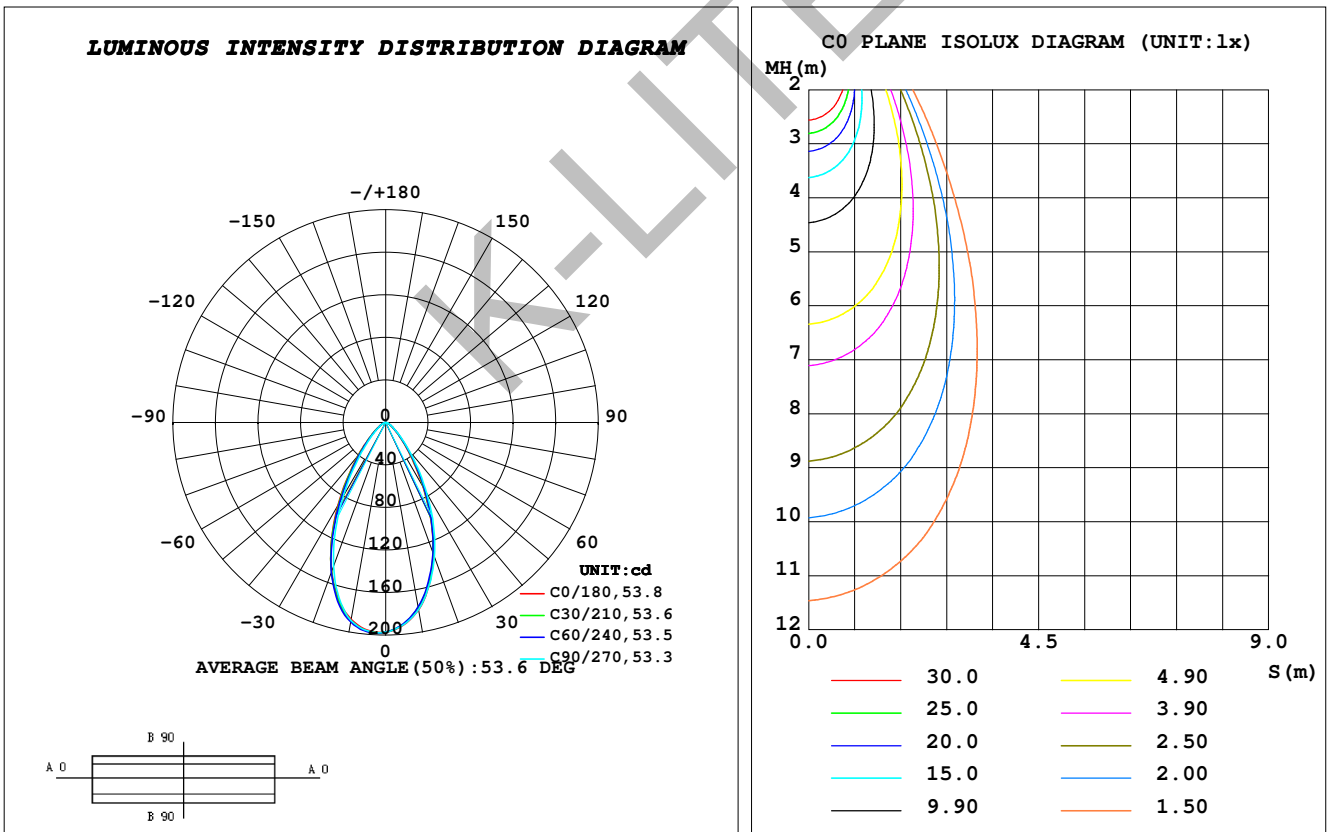 LUMINOUS INTENSITY DISTRIBUTION DIAGRAM
-/+180
-150 150
-120 120
-90 90
-60 60
-30 30
0
0
40
80
120
160
200
UNIT:cd
C0/180,53.8
C30/210,53.6
C60/240,53.5
C90/270,53.3
AVERAGE BEAM ANGLE(50%):53.6 DEG
B 90
A 0 A 0
B 90
C0 PLANE ISOLUX DIAGRAM (UNIT:lx)
MH(m)
2
3
4
5
6
7
8
9
10
11
12
0.0 4.5 9.0
S(m)
30.0 4.90
25.0 3.90
20.0 2.50
15.0 2.00
9.90 1.50
K-LITE